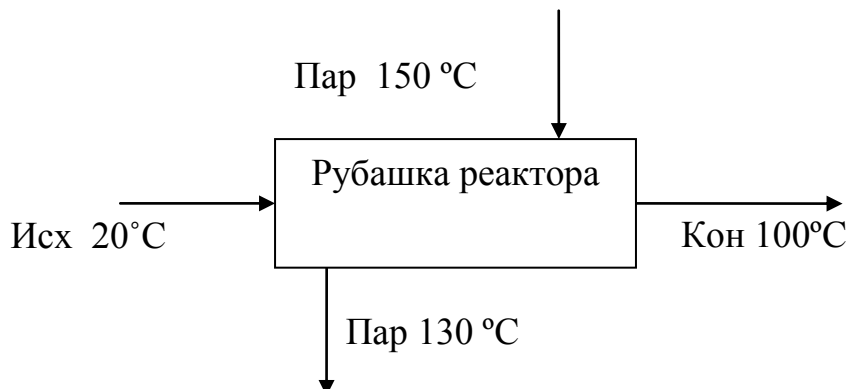 Пар 150 ºС
Рубашка реактора
Исх 20˚С
Кон 100ºС
Пар 130 ºС